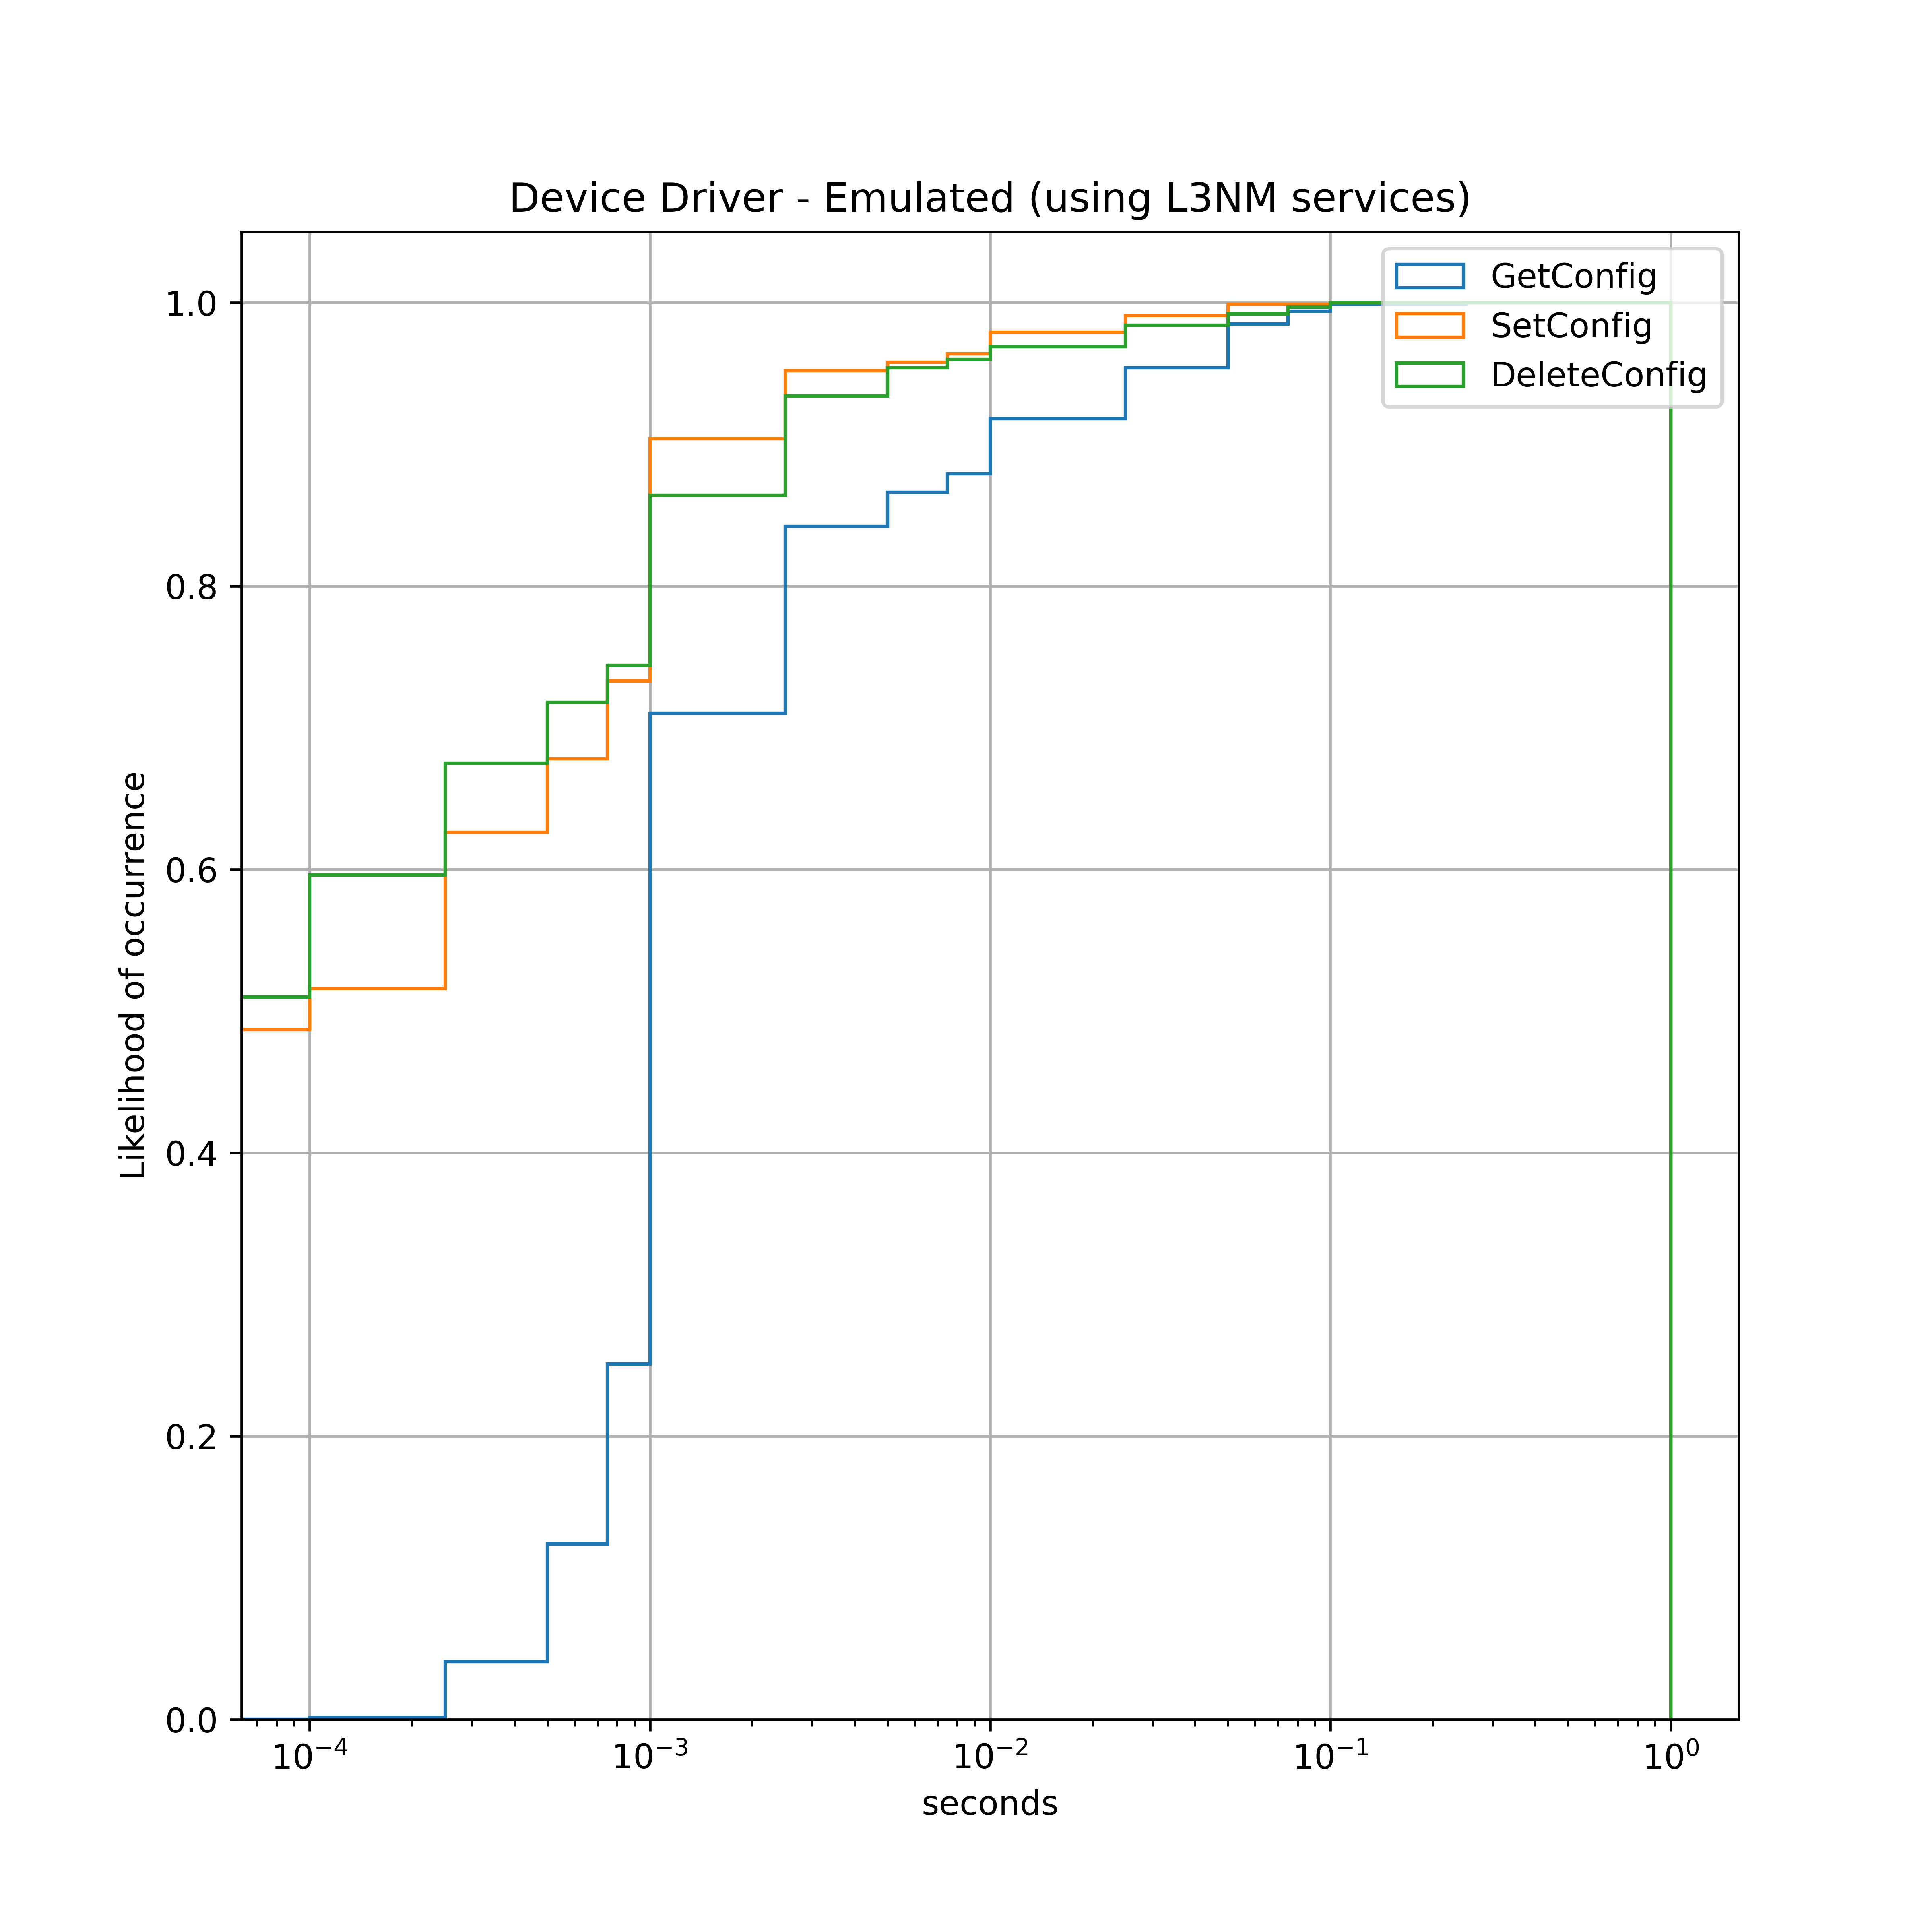 Device Driver - Emulated (using L3NM services)
GetConfig
SetConfig
DeleteConfig
1.0
0.8
0.6
0.4
0.2
0.0
Likelihood of occurrence
10⁻⁴ 10⁻³ 10⁻² 10⁻¹ 10⁰
seconds